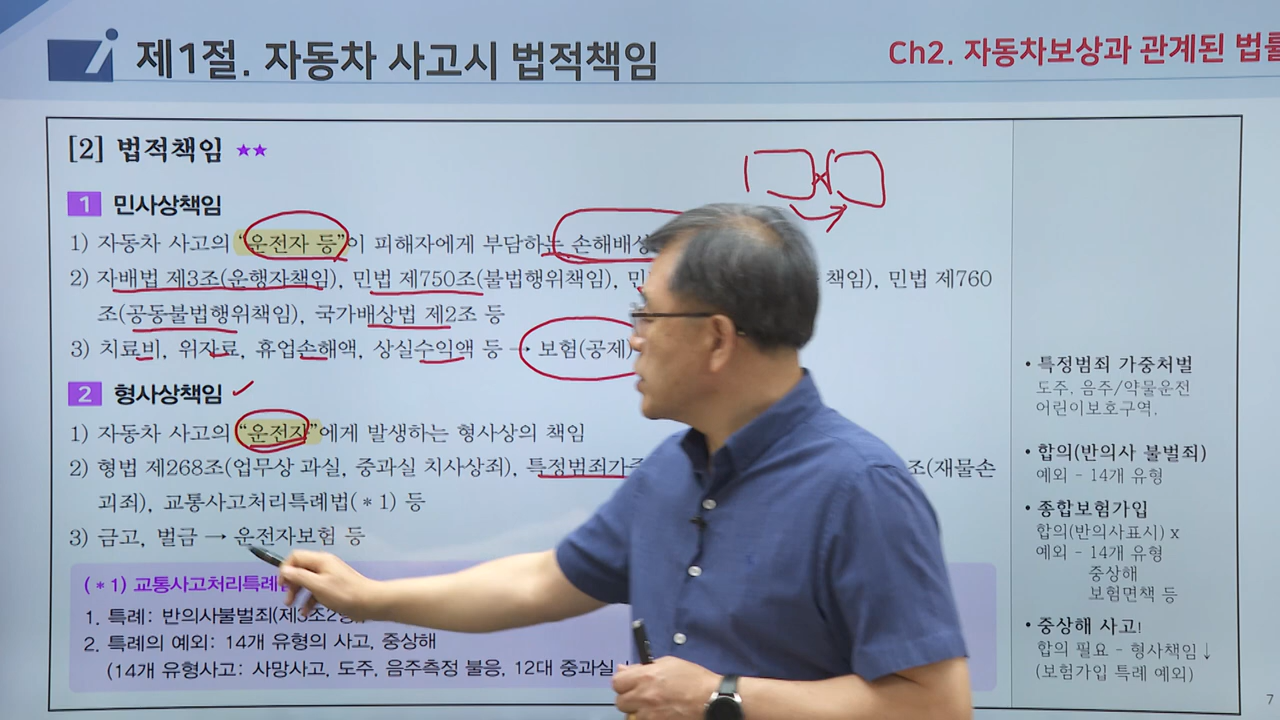 제1절. 자동차 사고시 법적책임
Ch2. 자동차보상과 관계된 법률
[2] 법적책임 ★★
1 민사상책임
1) 자동차 사고의 “운전자 등”이 피해자에게 부담하는 손해배상
2) 자배법 제3조(운행자책임), 민법 제750조(불법행위책임), 책임), 민법 제760
조(공동불법행위책임), 국가배상법 제2조 등
3) 치료비, 위자료, 휴업손해액, 상실수익액 등 → 보험(공제)
2 형사상책임
1) 자동차 사고의 “운전자”에게 발생하는 형사상의 책임
2) 형법 제268조(업무상 과실, 중과실 치사상죄), 특정범죄가중 조(재물손
괴죄), 교통사고처리특례법(*1) 등
3) 금고, 벌금 → 운전자보험 등
(*1) 교통사고처리특례
1. 특례: 반의사불벌죄(제3조2항),
2. 특례의 예외: 14개 유형의 사고, 중상해
(14개 유형사고: 사망사고, 도주, 음주측정 불응, 12대 중과실
• 특정범죄 가중처벌
도주. 음주/약물운전
어린이보호구역.
• 합의(반의사 불벌죄)
예외 - 14개 유형
• 종합보험가입
합의(반의사표시) x
예외 - 14개 유형
중상해
보험면책 등
• 중상해 사고!
합의 필요 - 형사책임↓
(보험가입 특례 예외)
7